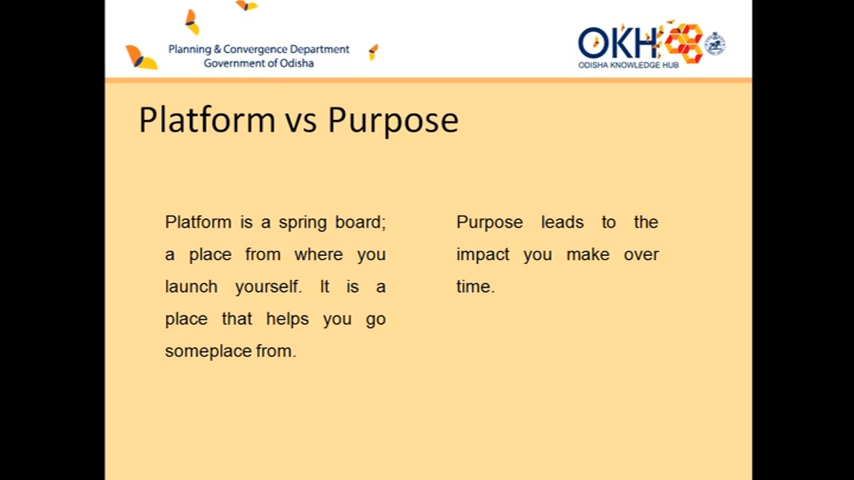 Planning & Convergence Department
Government of Odisha
OKH
ODISHA KNOWLEDGE HUB
Platform vs Purpose
Platform is a spring board;
a place from where you
launch yourself. It is a
place that helps you go
someplace from.
Purpose leads to the
impact you make over
time.